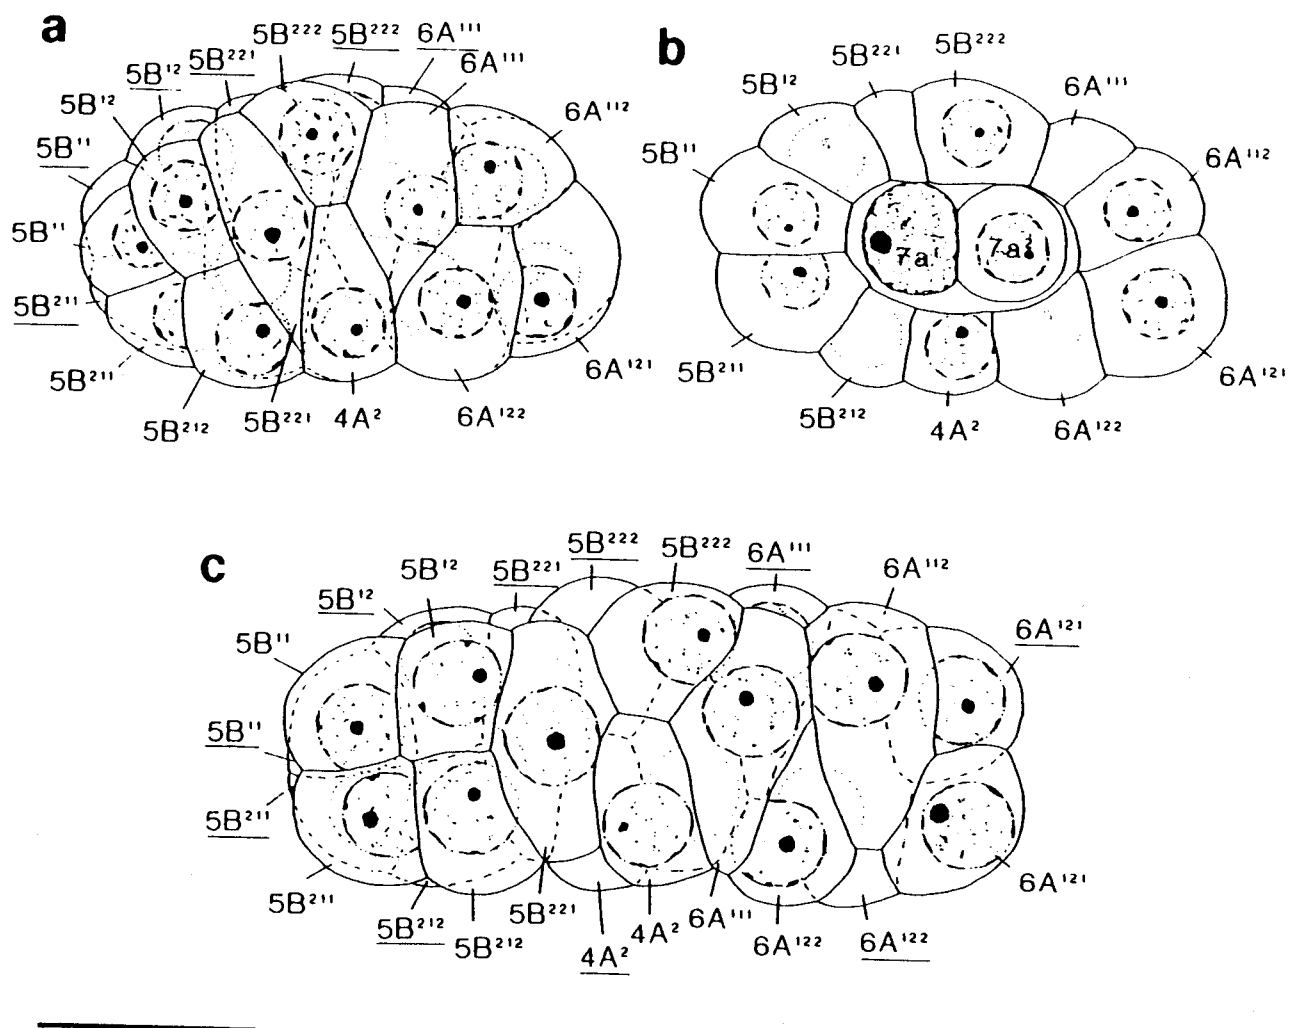 a
5B²²² 5B²²² 6A¹¹¹
5B¹² 5B²²¹ 6A¹¹¹
5B¹² 6A¹¹²
5B¹¹
5B¹¹
5B²¹¹
5B²¹¹ 6A¹²¹
5B²¹² 5B²²¹ 4A² 6A¹²²
b
5B²²¹ 5B²²²
5B¹² 6A¹¹¹
5B¹¹ 6A¹¹²
7a¹ 7a²
5B²¹¹ 6A¹²¹
5B²¹² 4A² 6A¹²²
c
5B²²² 5B²²² 6A¹¹¹
5B¹² 5B²²¹ 6A¹¹²
5B¹²
5B¹¹ 6A¹²¹
5B¹¹
5B²¹¹
5B²¹¹ 6A¹²¹
5B²¹² 5B²¹² 5B²²¹ 4A² 4A² 6A¹¹¹ 6A¹²² 6A¹²²